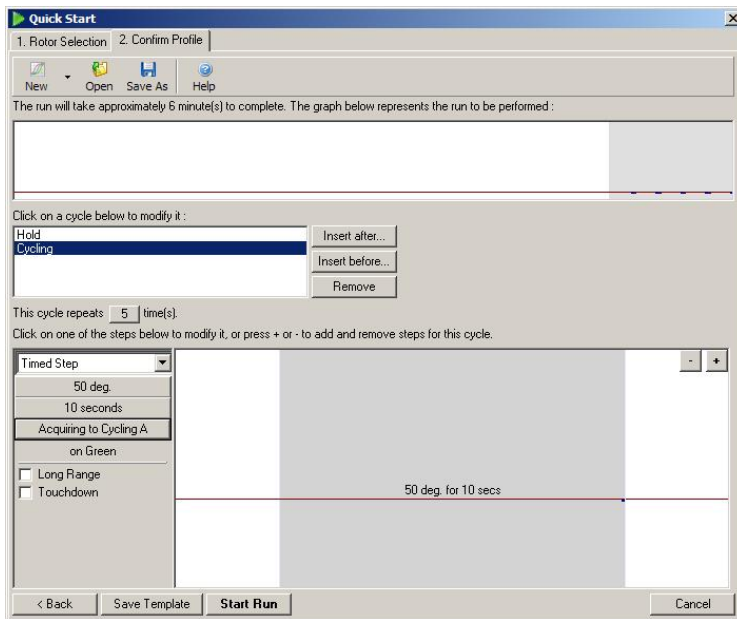 Quick Start
1. Rotor Selection 2. Confirm Profile
New Open Save As Help
The run will take approximately 6 minute(s) to complete. The graph below represents the run to be performed :
Click on a cycle below to modify it :
Hold
Cycling
Insert after...
Insert before...
Remove
This cycle repeats 5 time(s).
Click on one of the steps below to modify it, or press + or - to add and remove steps for this cycle.
Timed Step
- +
50 deg.
10 seconds
Acquiring to Cycling A
on Green
Long Range
Touchdown
50 deg. for 10 secs
< Back Save Template Start Run Cancel